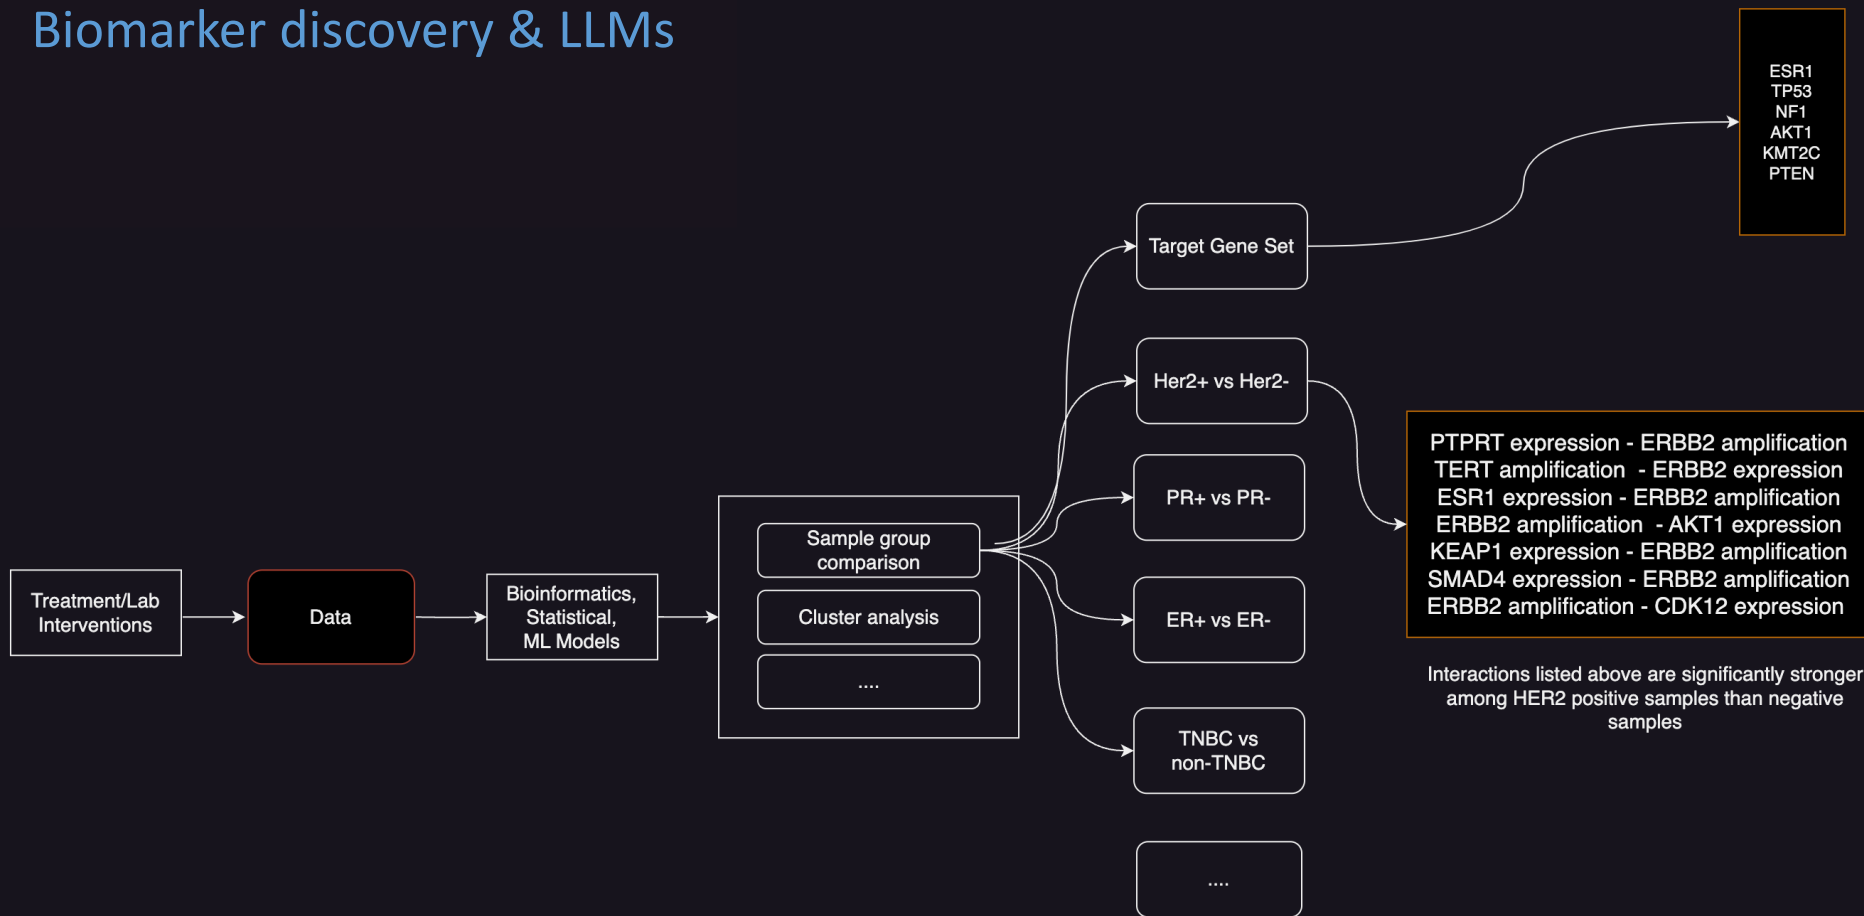 Biomarker discovery & LLMs
ESR1
TP53
NF1
AKT1
KMT2C
PTEN
Target Gene Set
Her2+ vs Her2-
PR+ vs PR-
ER+ vs ER-
TNBC vs
non-TNBC
....
PTPRT expression - ERBB2 amplification
TERT amplification - ERBB2 expression
ESR1 expression - ERBB2 amplification
ERBB2 amplification - AKT1 expression
KEAP1 expression - ERBB2 amplification
SMAD4 expression - ERBB2 amplification
ERBB2 amplification - CDK12 expression
Interactions listed above are significantly stronger
among HER2 positive samples than negative
samples
Treatment/Lab
Interventions
Data
Bioinformatics,
Statistical,
ML Models
Sample group
comparison
Cluster analysis
....